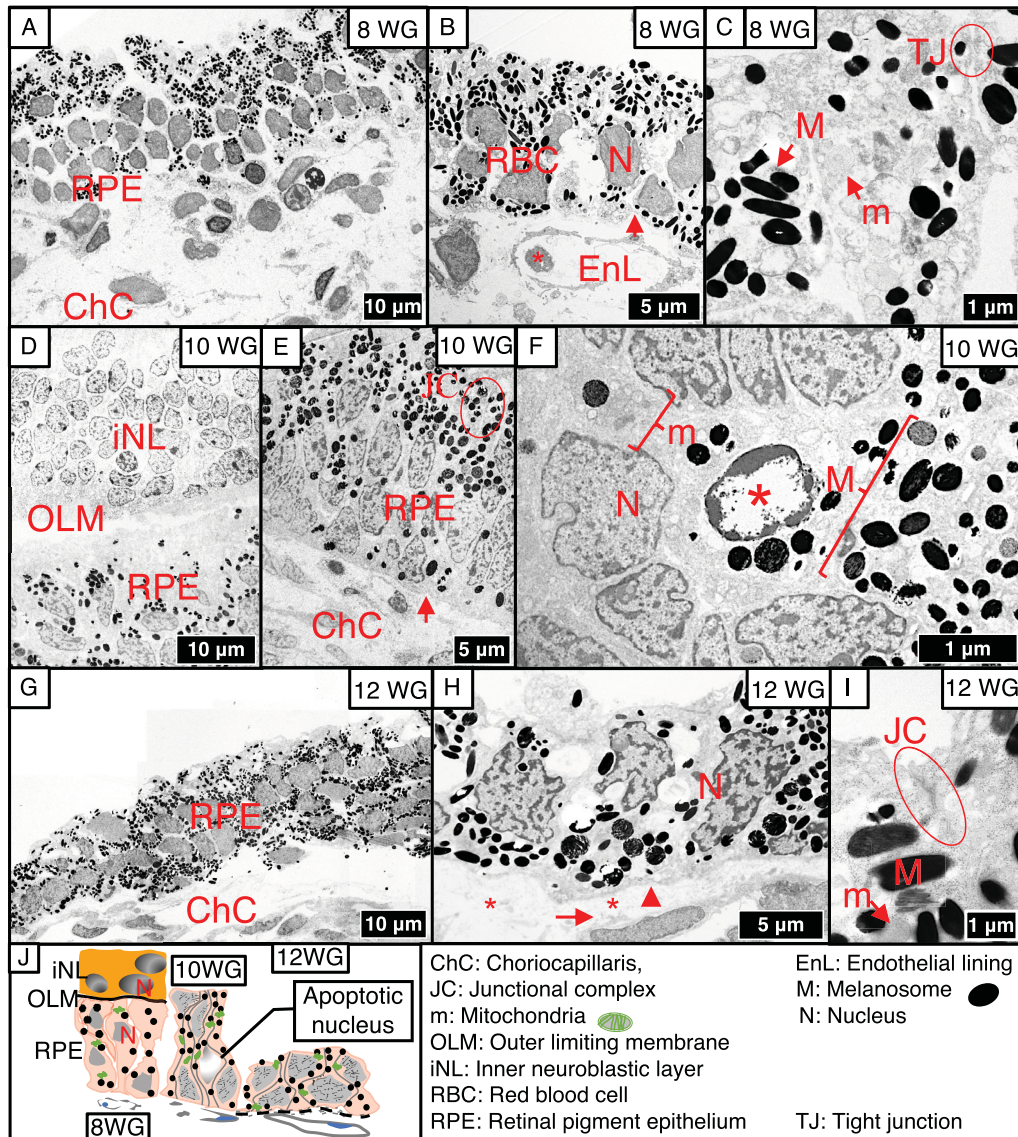 A
8 WG
RPE
ChC
10 µm
B
8 WG
RBC
N
*
EnL
5 µm
C
8 WG
TJ
M
m
1 µm
D
10 WG
iNL
OLM
RPE
10 µm
E
10 WG
JC
RPE
ChC
5 µm
F
10 WG
m
N
*
M
1 µm
G
12 WG
RPE
ChC
10 µm
H
12 WG
N
* *
5 µm
I
12 WG
JC
M
m
1 µm
J
iNL
N
OLM
N
RPE
8WG
10WG
12WG
Apoptotic
nucleus
ChC: Choriocapillaris,
JC: Junctional complex
m: Mitochondria
OLM: Outer limiting membrane
iNL: Inner neuroblastic layer
RBC: Red blood cell
RPE: Retinal pigment epithelium
EnL: Endothelial lining
M: Melanosome
N: Nucleus
TJ: Tight junction